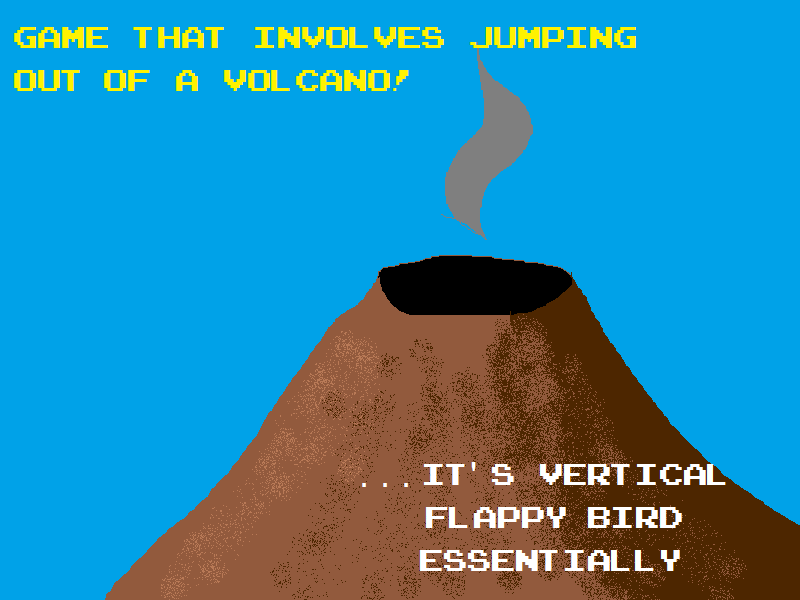 GAME THAT INVOLVES JUMPING
OUT OF A VOLCANO!
...IT'S VERTICAL
FLAPPY BIRD
ESSENTIALLY